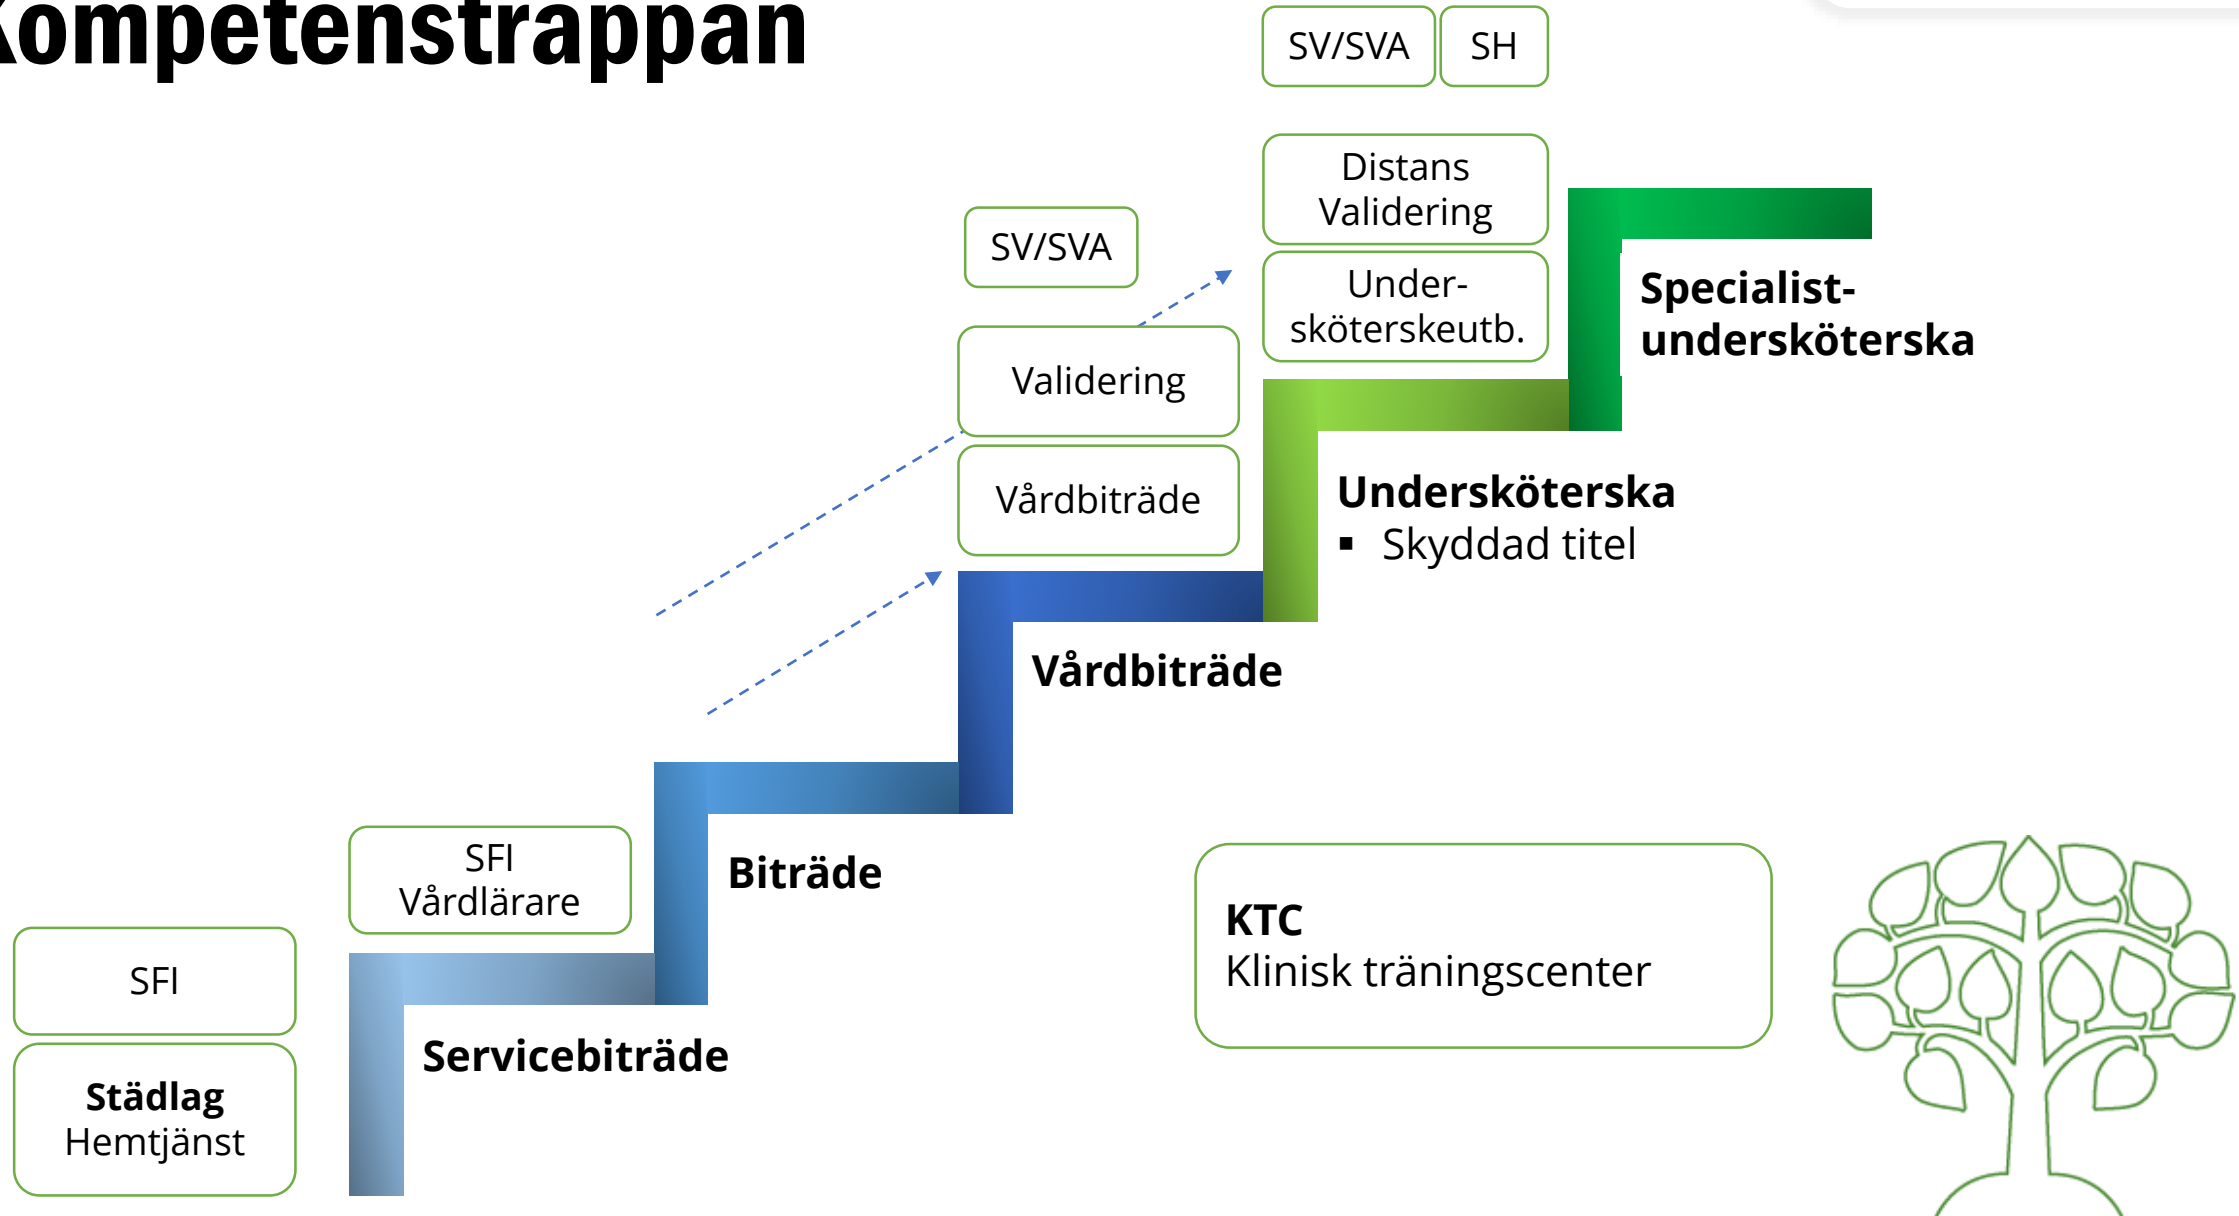 Kompetenstrappan
SV/SVA
SH
Distans
Validering
Under-
sköterskeutb.
SV/SVA
Validering
Vårdbiträde
Specialist-
undersköterska
Undersköterska
▪ Skyddad titel
Vårdbiträde
SFI
Vårdlärare
Biträde
SFI
Städlag
Hemtjänst
Servicebiträde
KTC
Klinisk träningscenter